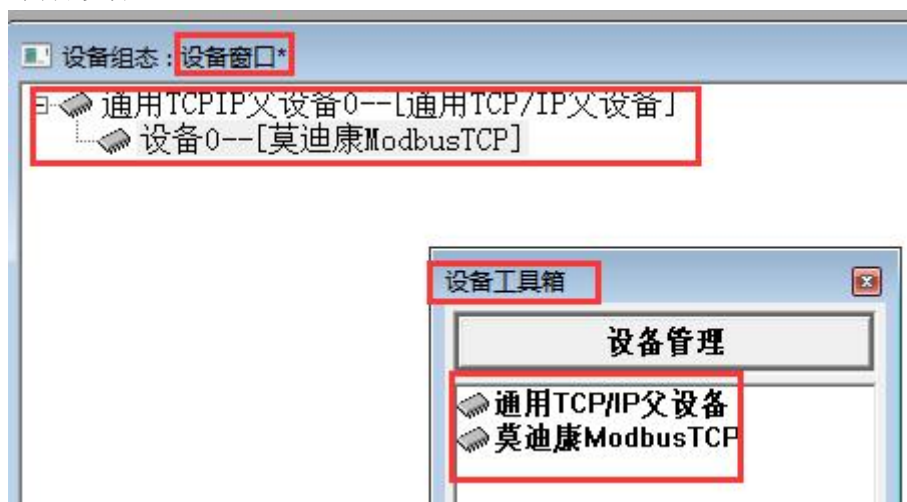 设备组态：设备窗口*
通用TCPIP父设备0--[通用TCP/IP父设备]
设备0--[莫迪康ModbusTCP]
设备工具箱
设备管理
通用TCP/IP父设备
莫迪康ModbusTCP